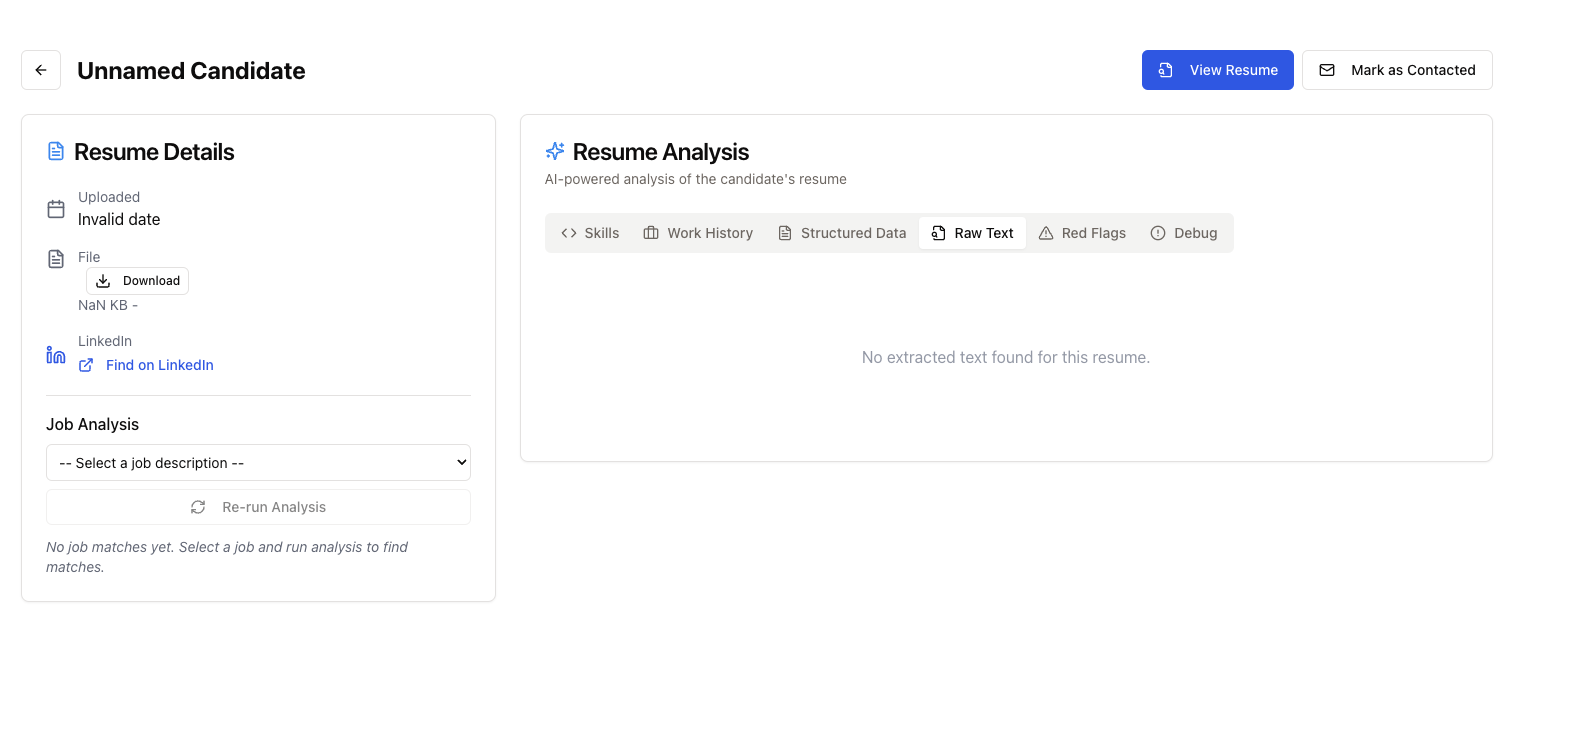 Unnamed Candidate
View Resume
Mark as Contacted
Resume Details
Uploaded
Invalid date
File
Download
NaN KB -
LinkedIn
Find on LinkedIn
Job Analysis
-- Select a job description --
Re-run Analysis
No job matches yet. Select a job and run analysis to find
matches.
Resume Analysis
AI-powered analysis of the candidate's resume
Skills
Work History
Structured Data
Raw Text
Red Flags
Debug
No extracted text found for this resume.